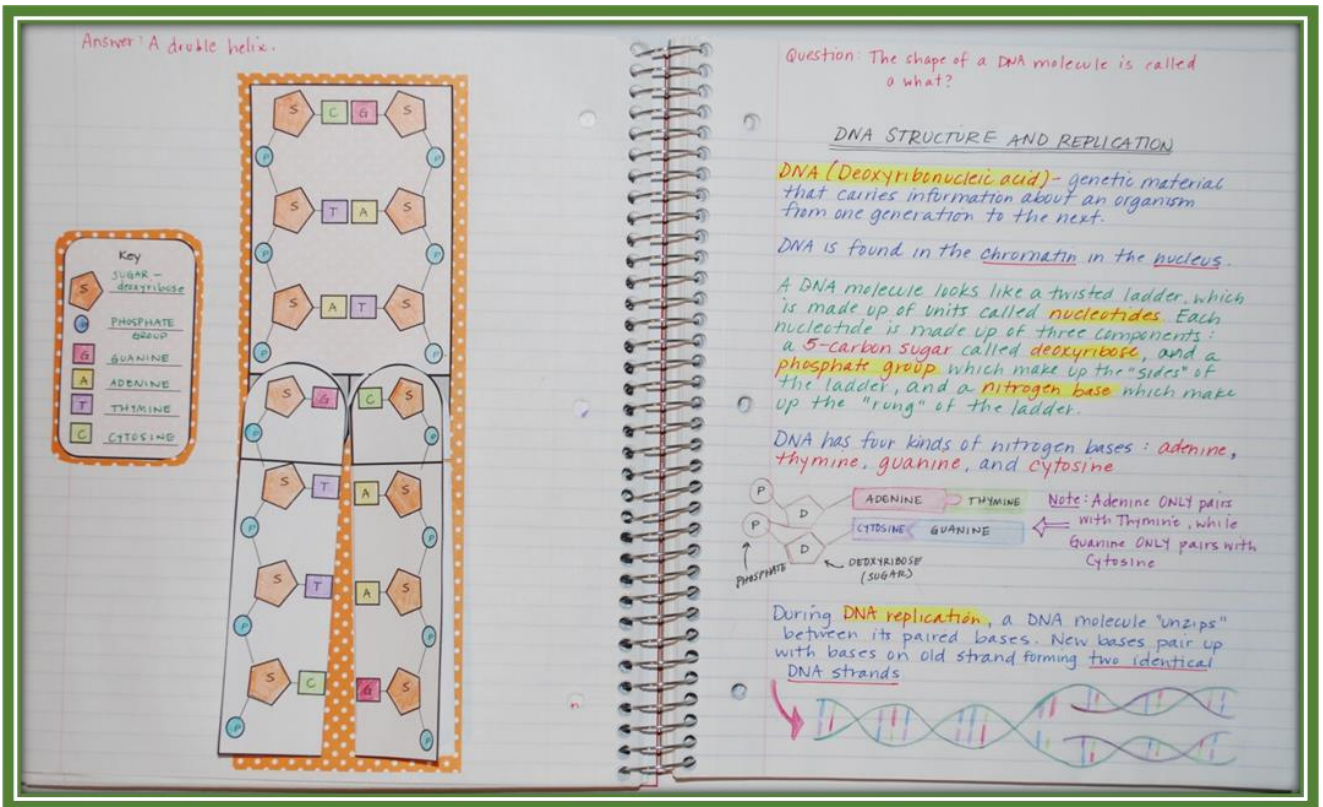 Answer: A druble helix.
S C G S
P P
S T A S
P P
S A T S
P P
S G C S
P P
S T A S
P P
S T A S
P P
S C G S
P P
Key
S SUGAR - deoxyribose
P PHOSPHATE GROUP
G GUANINE
A ADENINE
T THYMINE
C CYTOSINE
Question: The shape of a DNA molecule is called
a what?
DNA STRUCTURE AND REPLICATION
DNA (Deoxyribonucleic acid) - genetic material
that carries information about an organism
from one generation to the next.
DNA is found in the chromatin in the nucleus.
A DNA molecule looks like a twisted ladder, which
is made up of units called nucleotides. Each
nucleotide is made up of three components:
a 5-carbon sugar called deoxyribose, and a
phosphate group which make up the "sides" of
the ladder, and a nitrogen base which make
up the "rung" of the ladder.
DNA has four kinds of nitrogen bases: adenine,
thymine, guanine, and cytosine
P D ADENINE THYMINE
P D CYTOSINE GUANINE
PHOSPHATE
DEOXYRIBOSE
(SUGAR)
Note: Adenine ONLY pairs
with Thymine, while
Guanine ONLY pairs with
Cytosine
During DNA replication, a DNA molecule "unzips"
between its paired bases. New bases pair up
with bases on old strand forming two identical
DNA strands